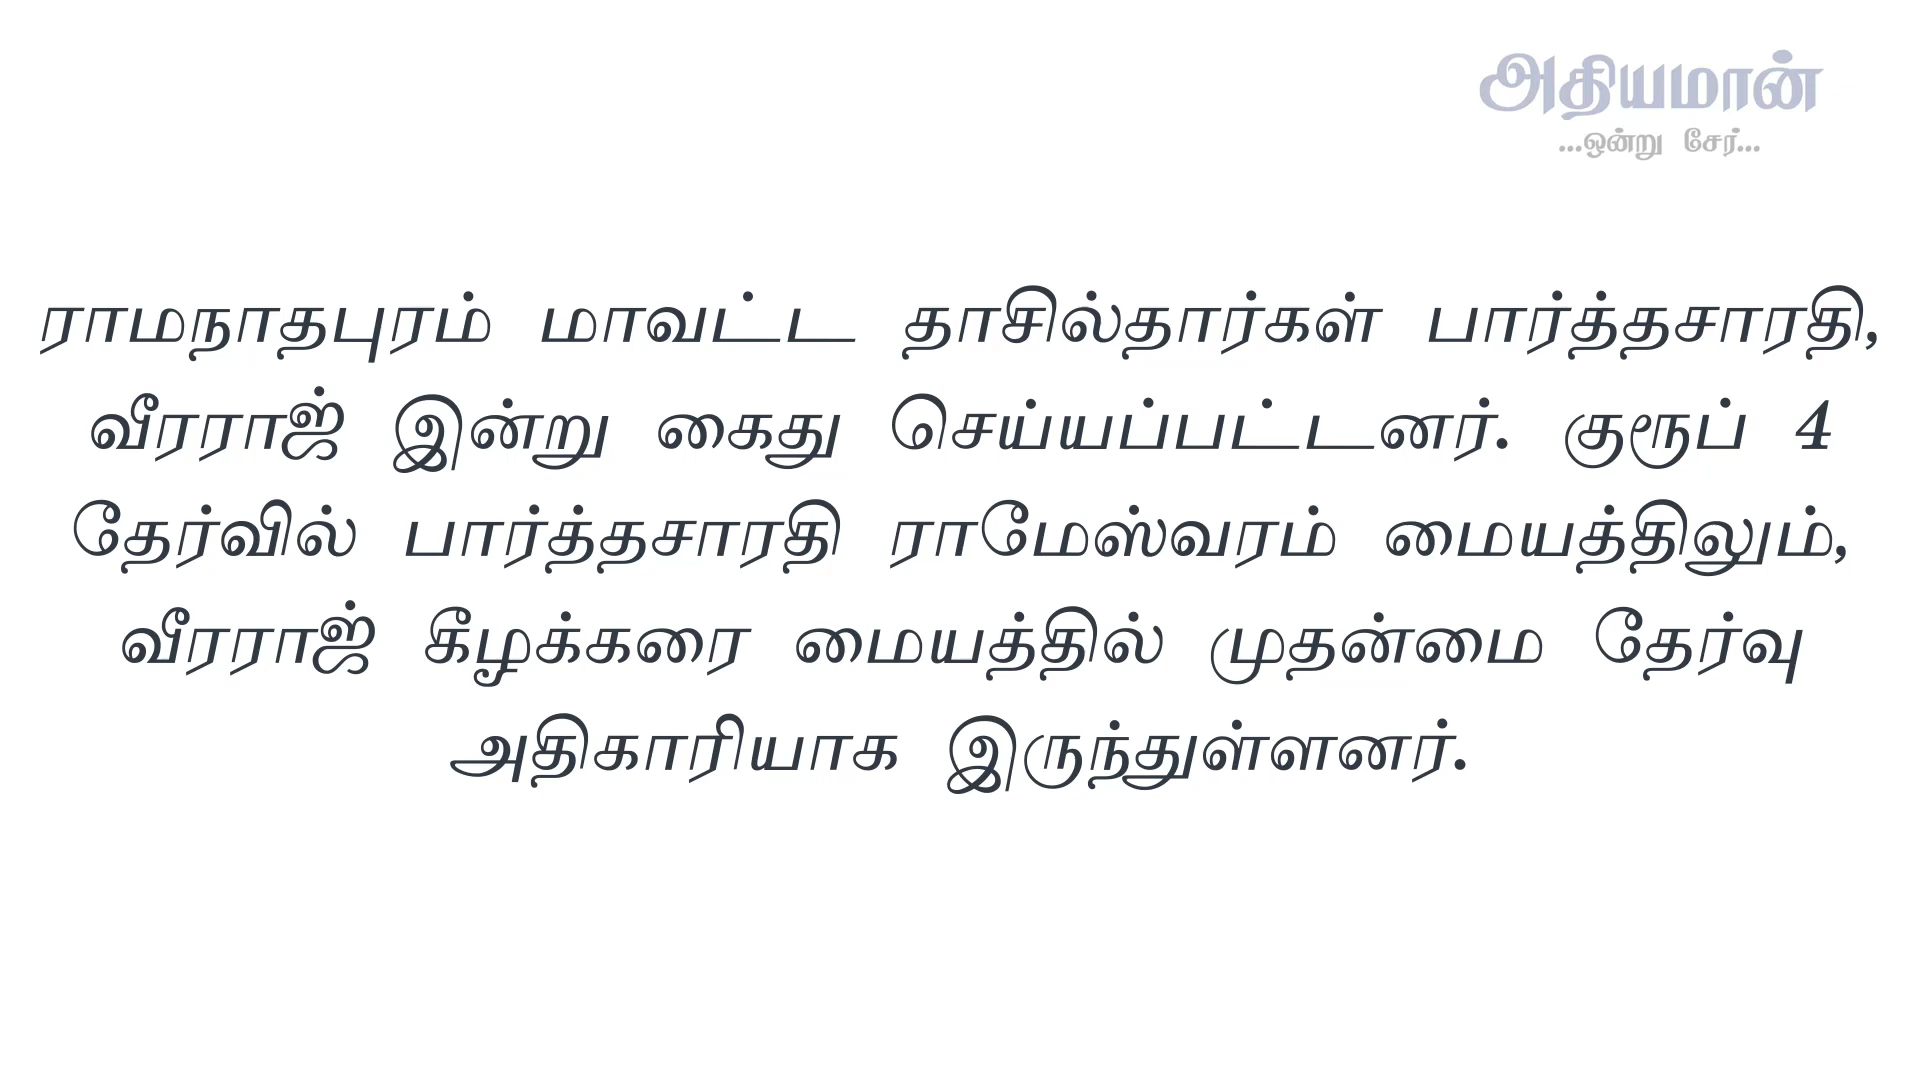 அதியமான்
...ஒன்று சேர்...
ராமநாதபுரம் மாவட்ட தாசில்தார்கள் பார்த்தசாரதி,
வீரராஜ் இன்று கைது செய்யப்பட்டனர். குரூப் 4
தேர்வில் பார்த்தசாரதி ராமேஸ்வரம் மையத்திலும்,
வீரராஜ் கீழக்கரை மையத்தில் முதன்மை தேர்வு
அதிகாரியாக இருந்துள்ளனர்.